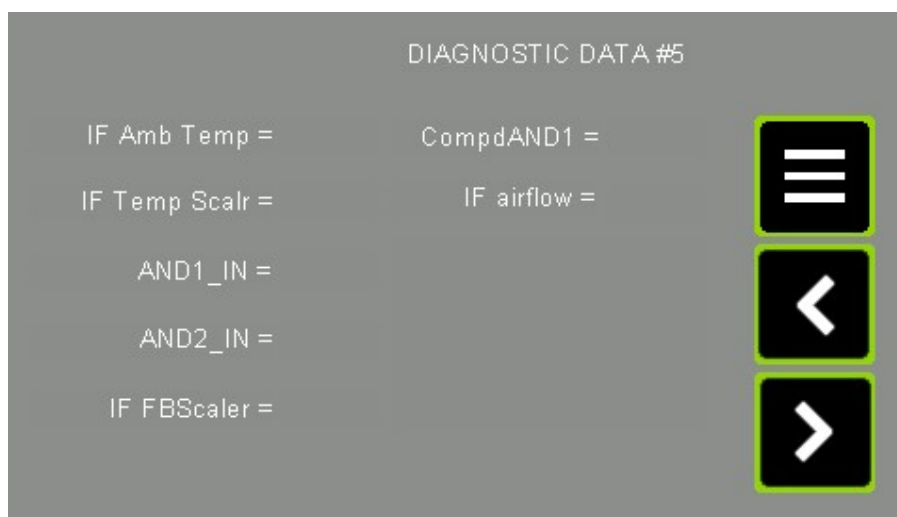 DIAGNOSTIC DATA #5
IF Amb Temp =
CompdAND1 =
IF Temp Scalr =
IF airflow =
AND1_IN =
AND2_IN =
IF FBScaler =